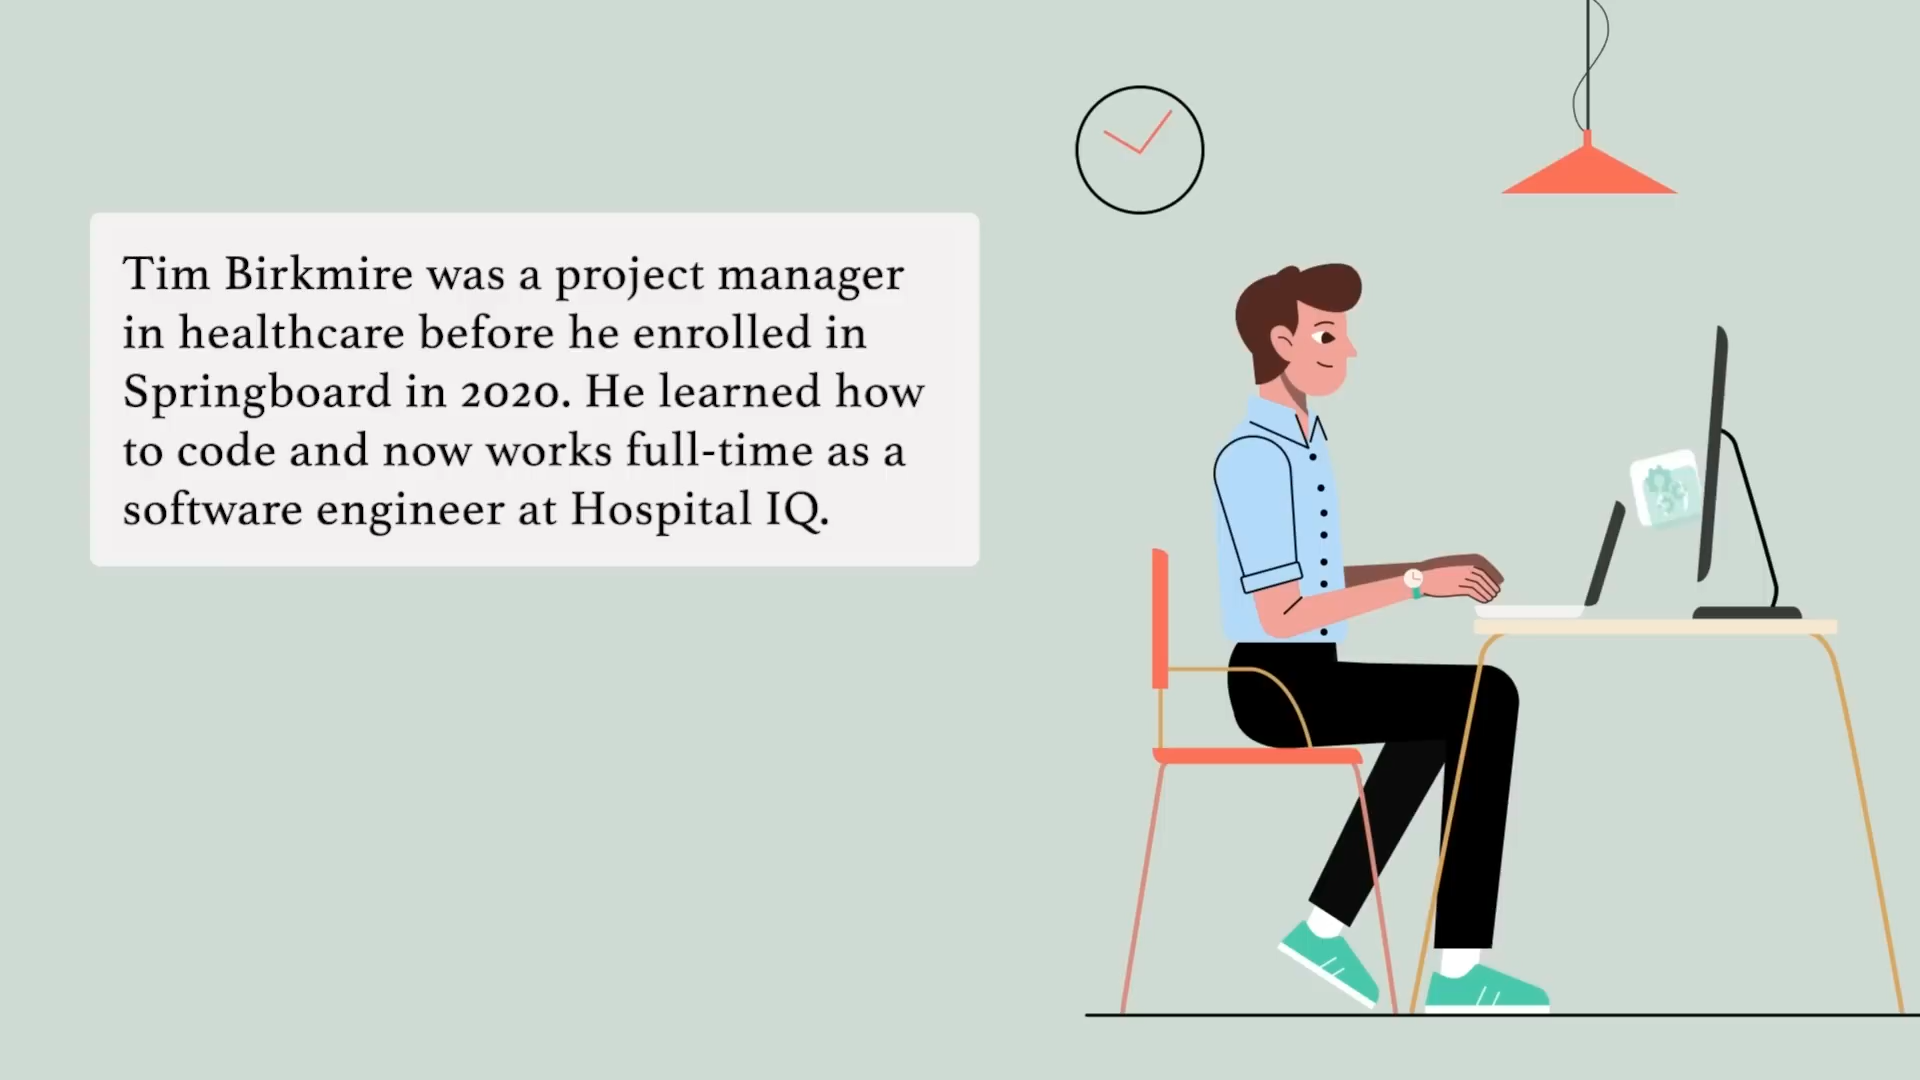 Tim Birkmire was a project manager
in healthcare before he enrolled in
Springboard in 2020. He learned how
to code and now works full-time as a
software engineer at Hospital IQ.